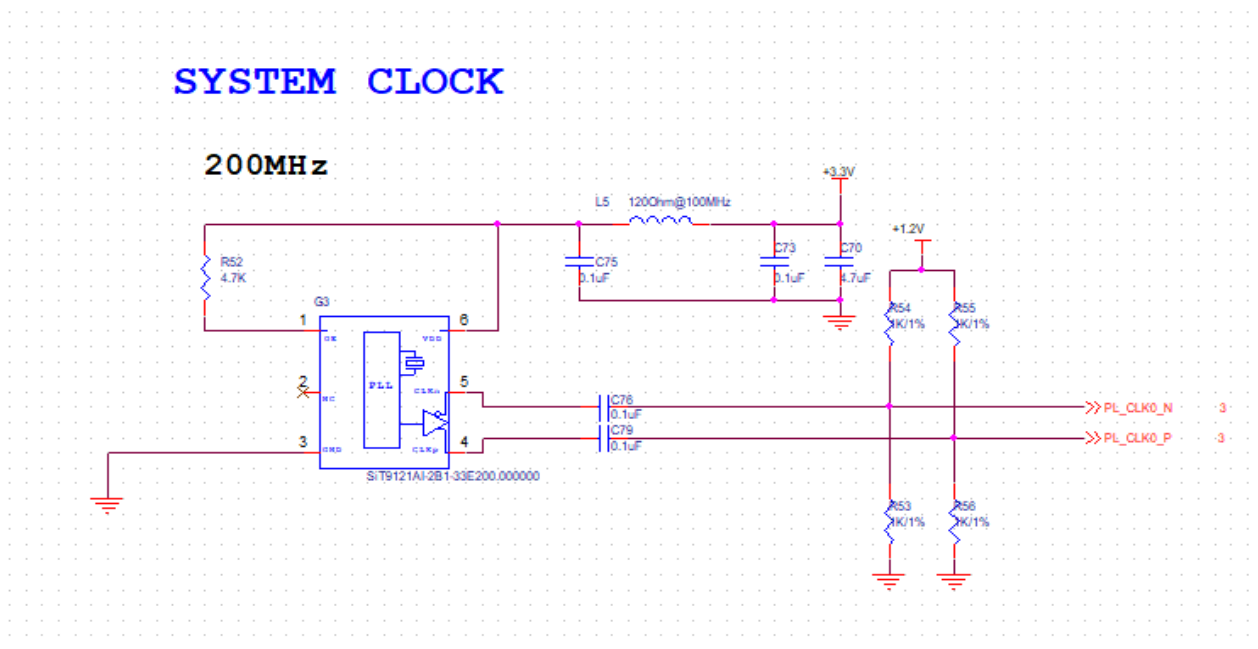 SYSTEM CLOCK
200MHz
+3.3V
L5 120Ohm@100MHz
+1.2V
R52
4.7K
C75
0.1uF
C73
0.1uF
C70
4.7uF
G3
R54
1K/1%
R55
1K/1%
1
OE
6
VDD
2
NC
PLL
5
CLKn
3
GND
4
CLKp
C76
0.1uF
C79
0.1uF
PL_CLK0_N 3
PL_CLK0_P 3
SiT9121AI-2B1-33E200.000000
R53
1K/1%
R56
1K/1%